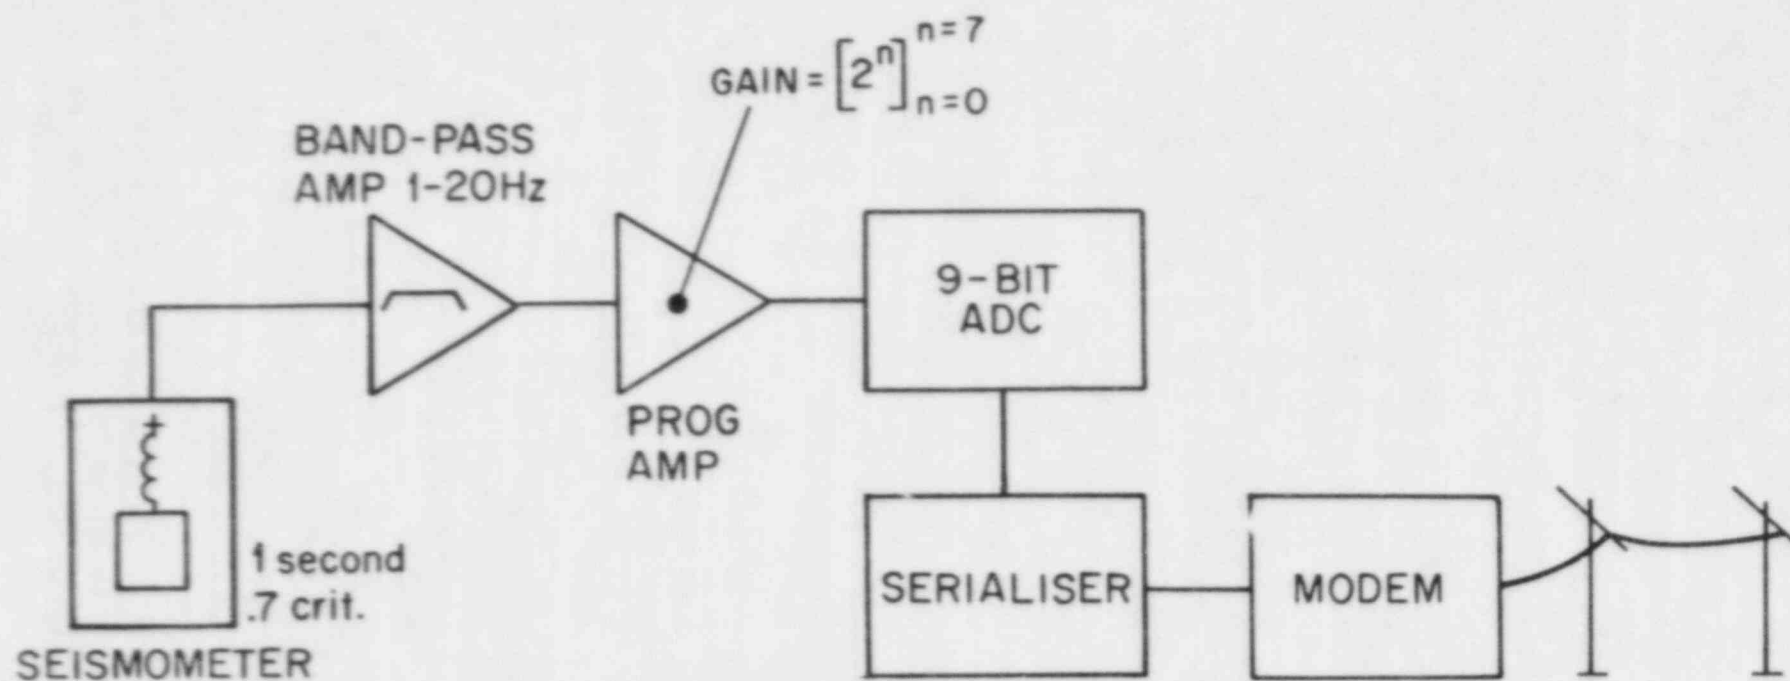 GAIN = [2ⁿ] n=7 n=0
BAND-PASS
AMP 1-20Hz
PROG
AMP
9-BIT
ADC
1 second
.7 crit.
SEISMOMETER
SERIALISER
MODEM